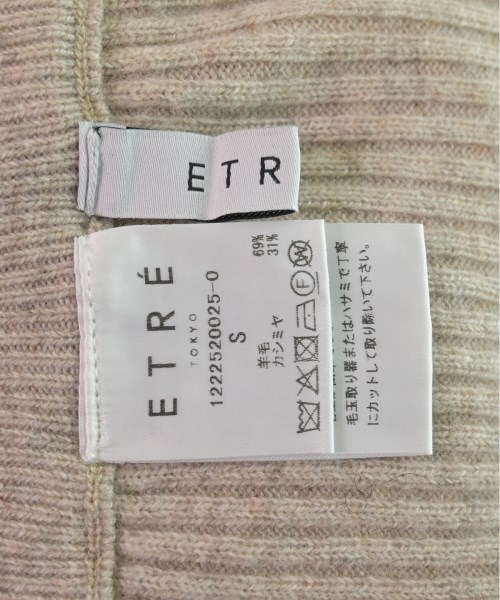 ETR
ETRÉ
TOKYO
1222520025-0
S
羊毛 69%
カシミヤ 31%
毛玉取り器またはハサミで丁寧
にカットして取り除いて下さい。